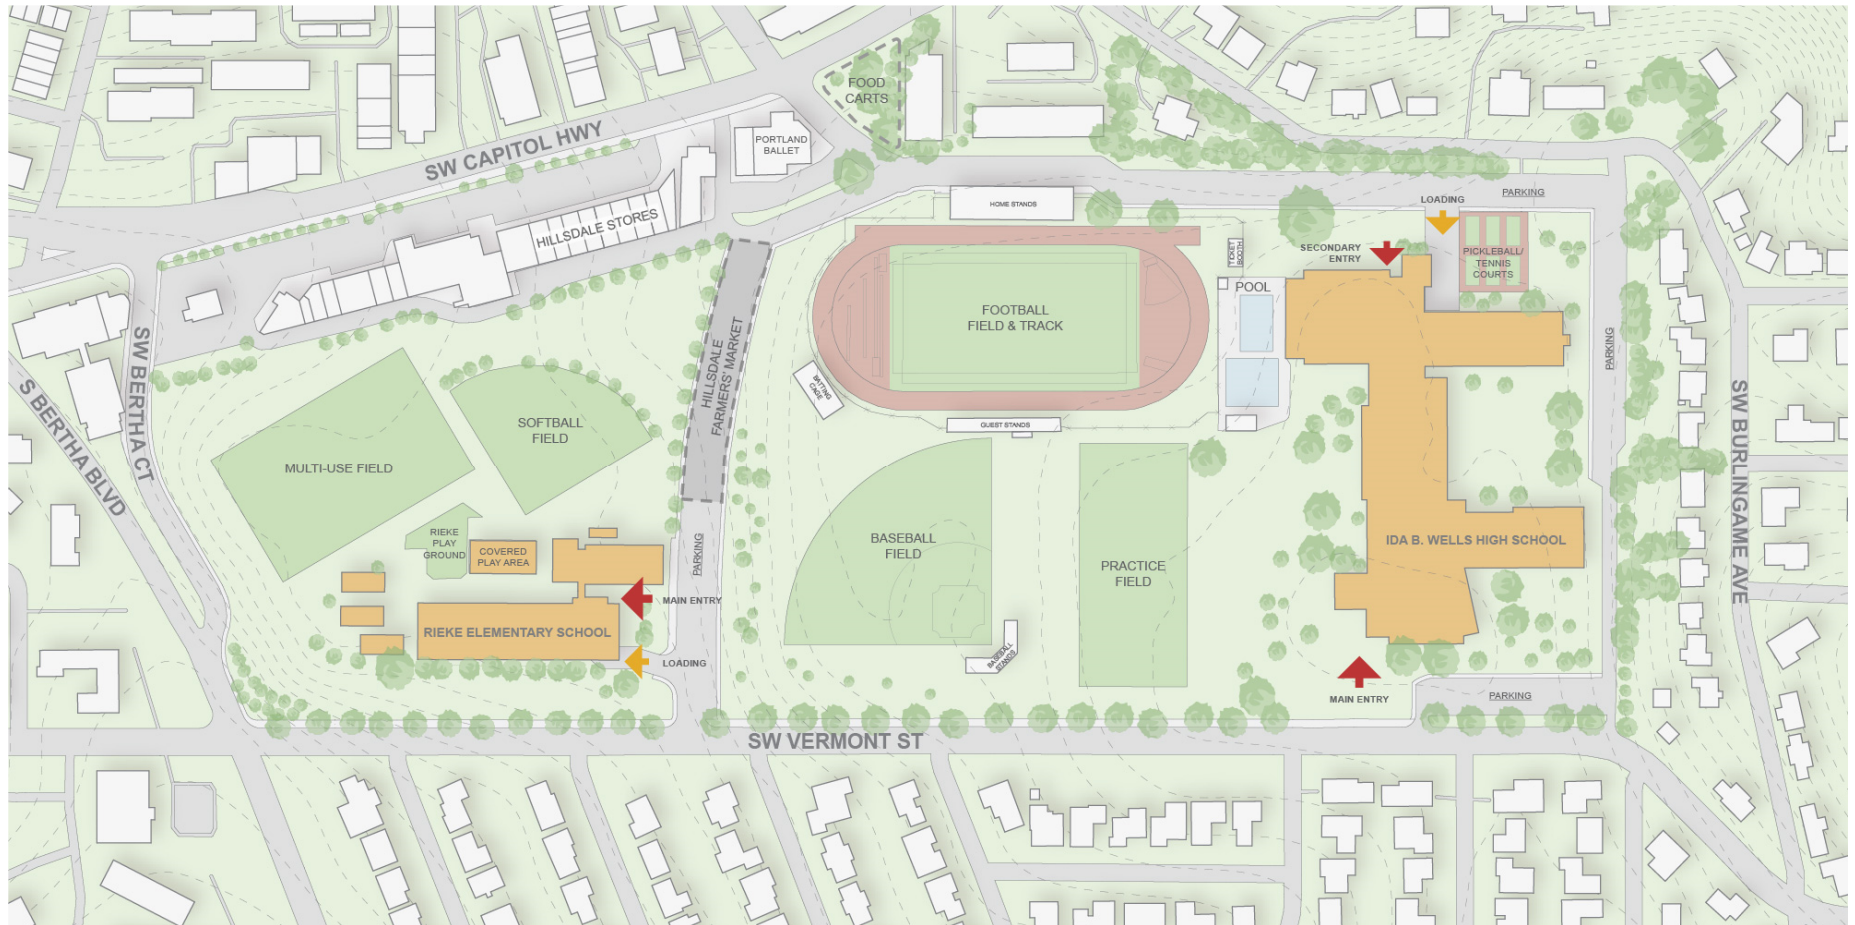 FOOD
CARTS
SW CAPITOL HWY
PORTLAND
BALLET
PARKING
HOME STANDS
LOADING
HILLSDALE STORES
SECONDARY
ENTRY
TICKET
BOOTH
PICKLEBALL/
TENNIS
COURTS
POOL
FOOTBALL
FIELD & TRACK
SW BERTHA CT
S BERTHA BLVD
HILLSDALE
FARMERS' MARKET
PARKING
BATTING
CAGE
SW BURLINGAME AVE
SOFTBALL
FIELD
GUEST STANDS
MULTI-USE FIELD
RIEKE
PLAY
GROUND
COVERED
PLAY AREA
PARKING
BASEBALL
FIELD
PRACTICE
FIELD
IDA B. WELLS HIGH SCHOOL
MAIN ENTRY
RIEKE ELEMENTARY SCHOOL
LOADING
BASEBALL
STANDS
MAIN ENTRY
PARKING
SW VERMONT ST